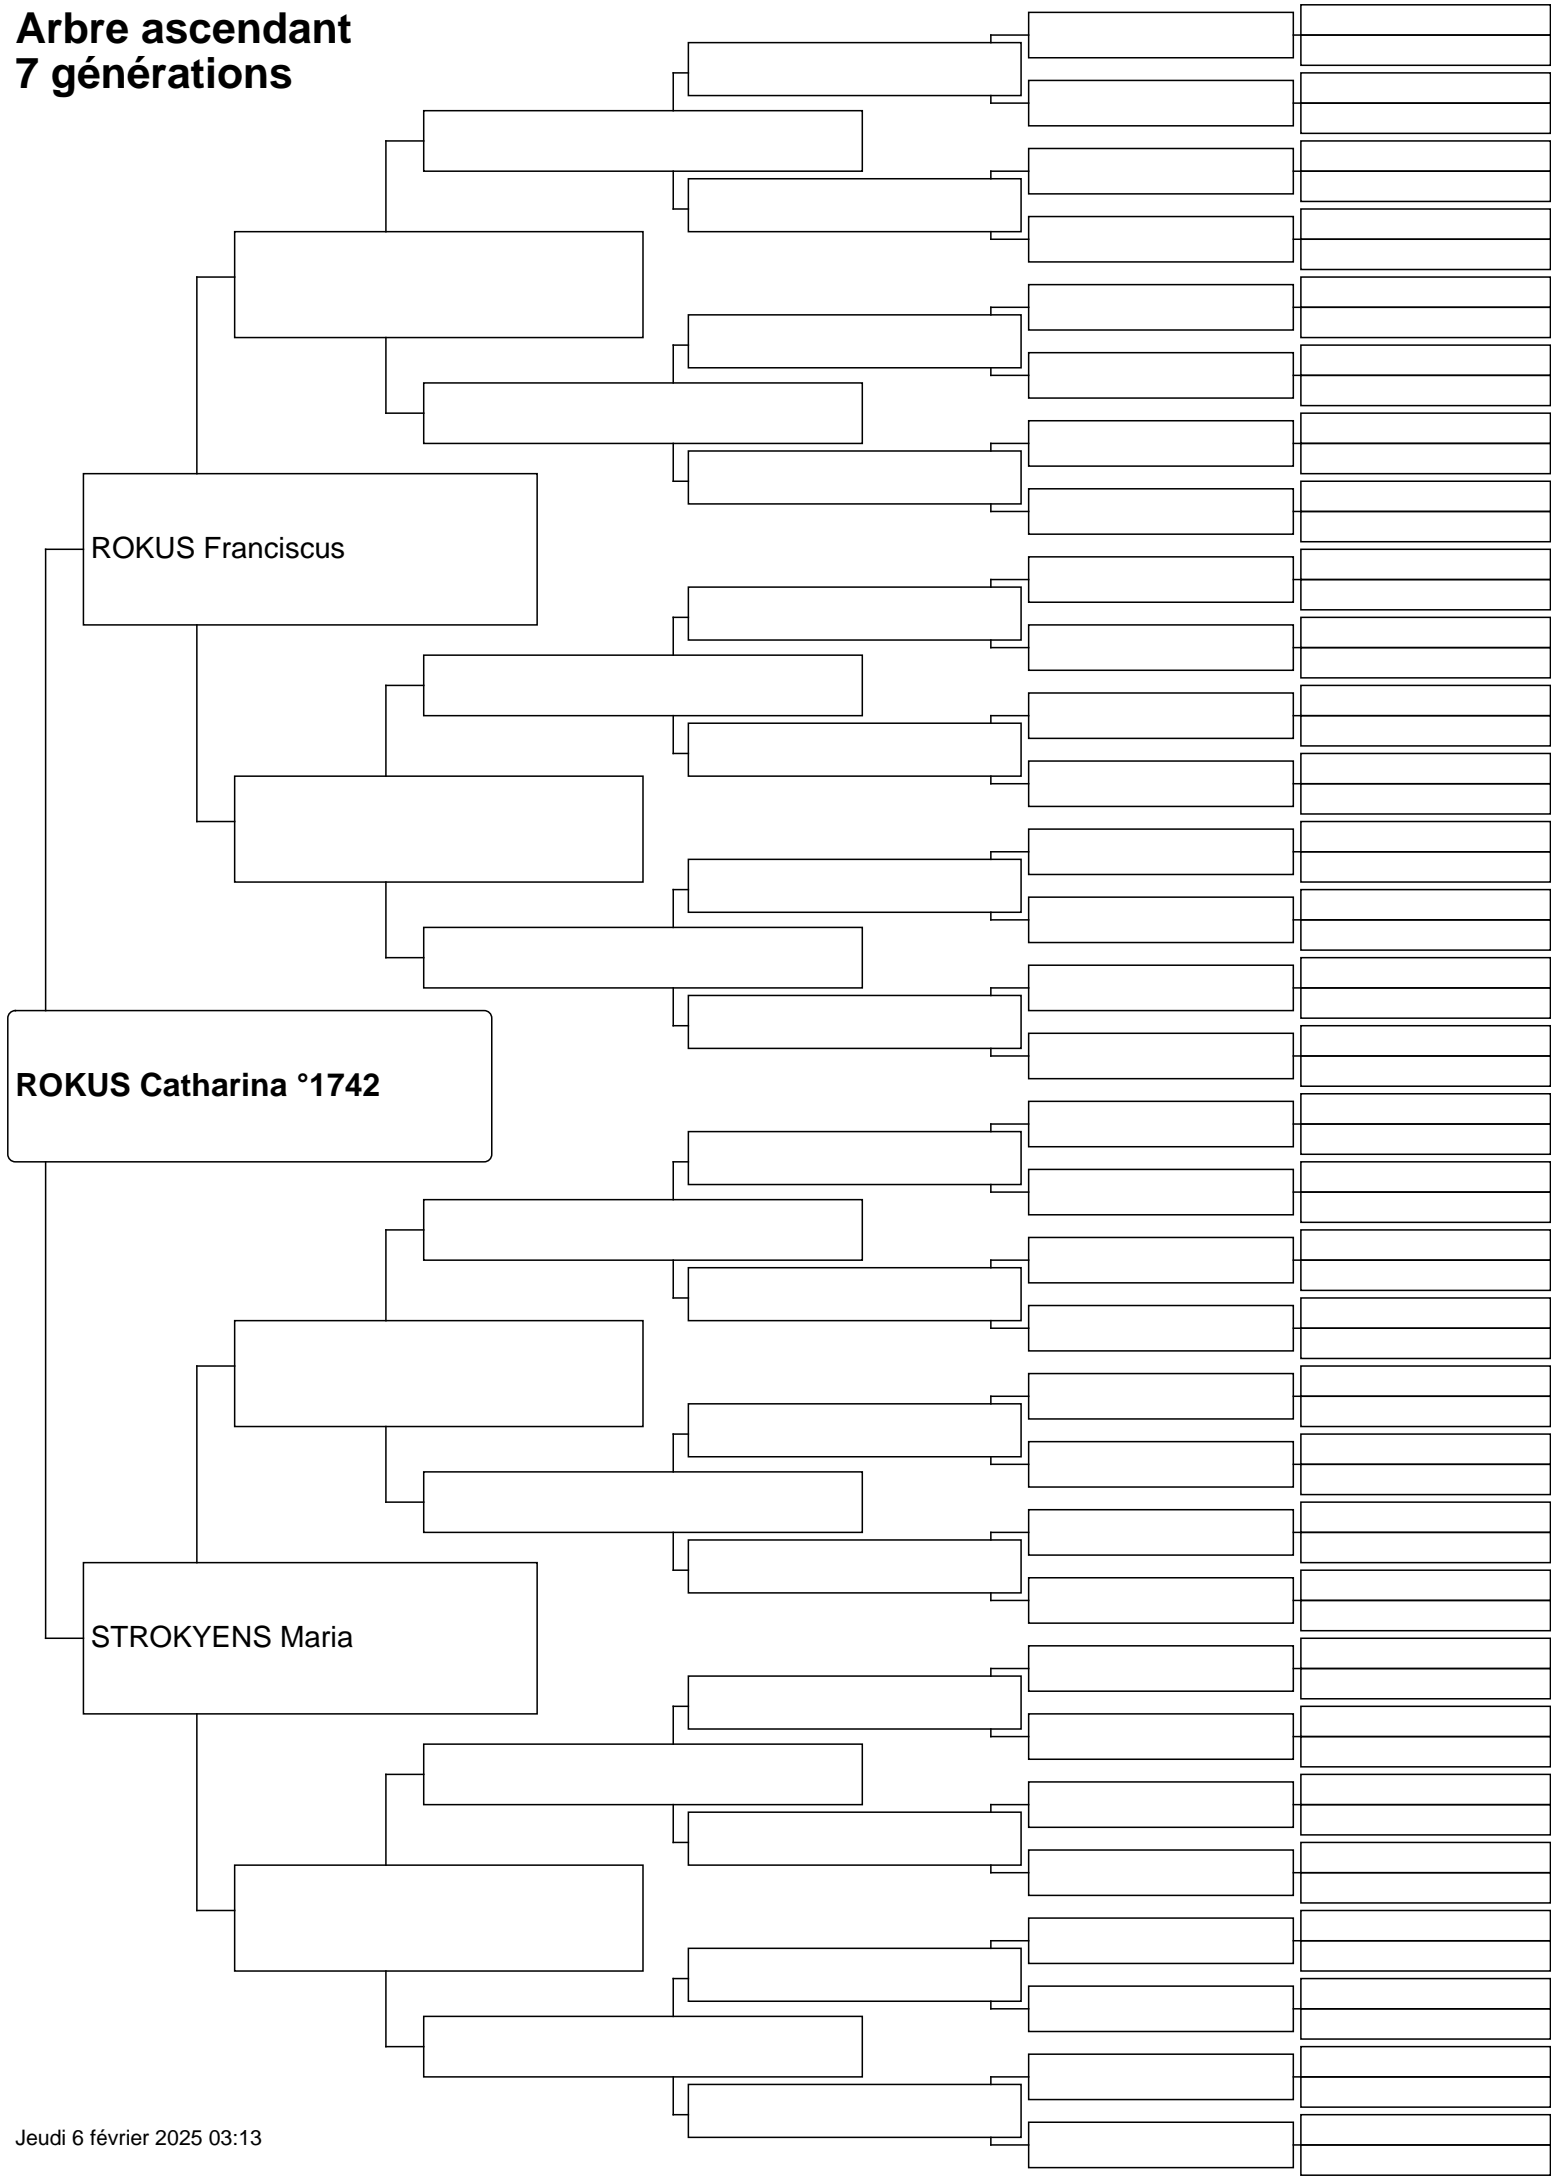 Arbre ascendant
7 générations
ROKUS Franciscus
ROKUS Catharina °1742
STROKYENS Maria
Jeudi 6 février 2025 03:13